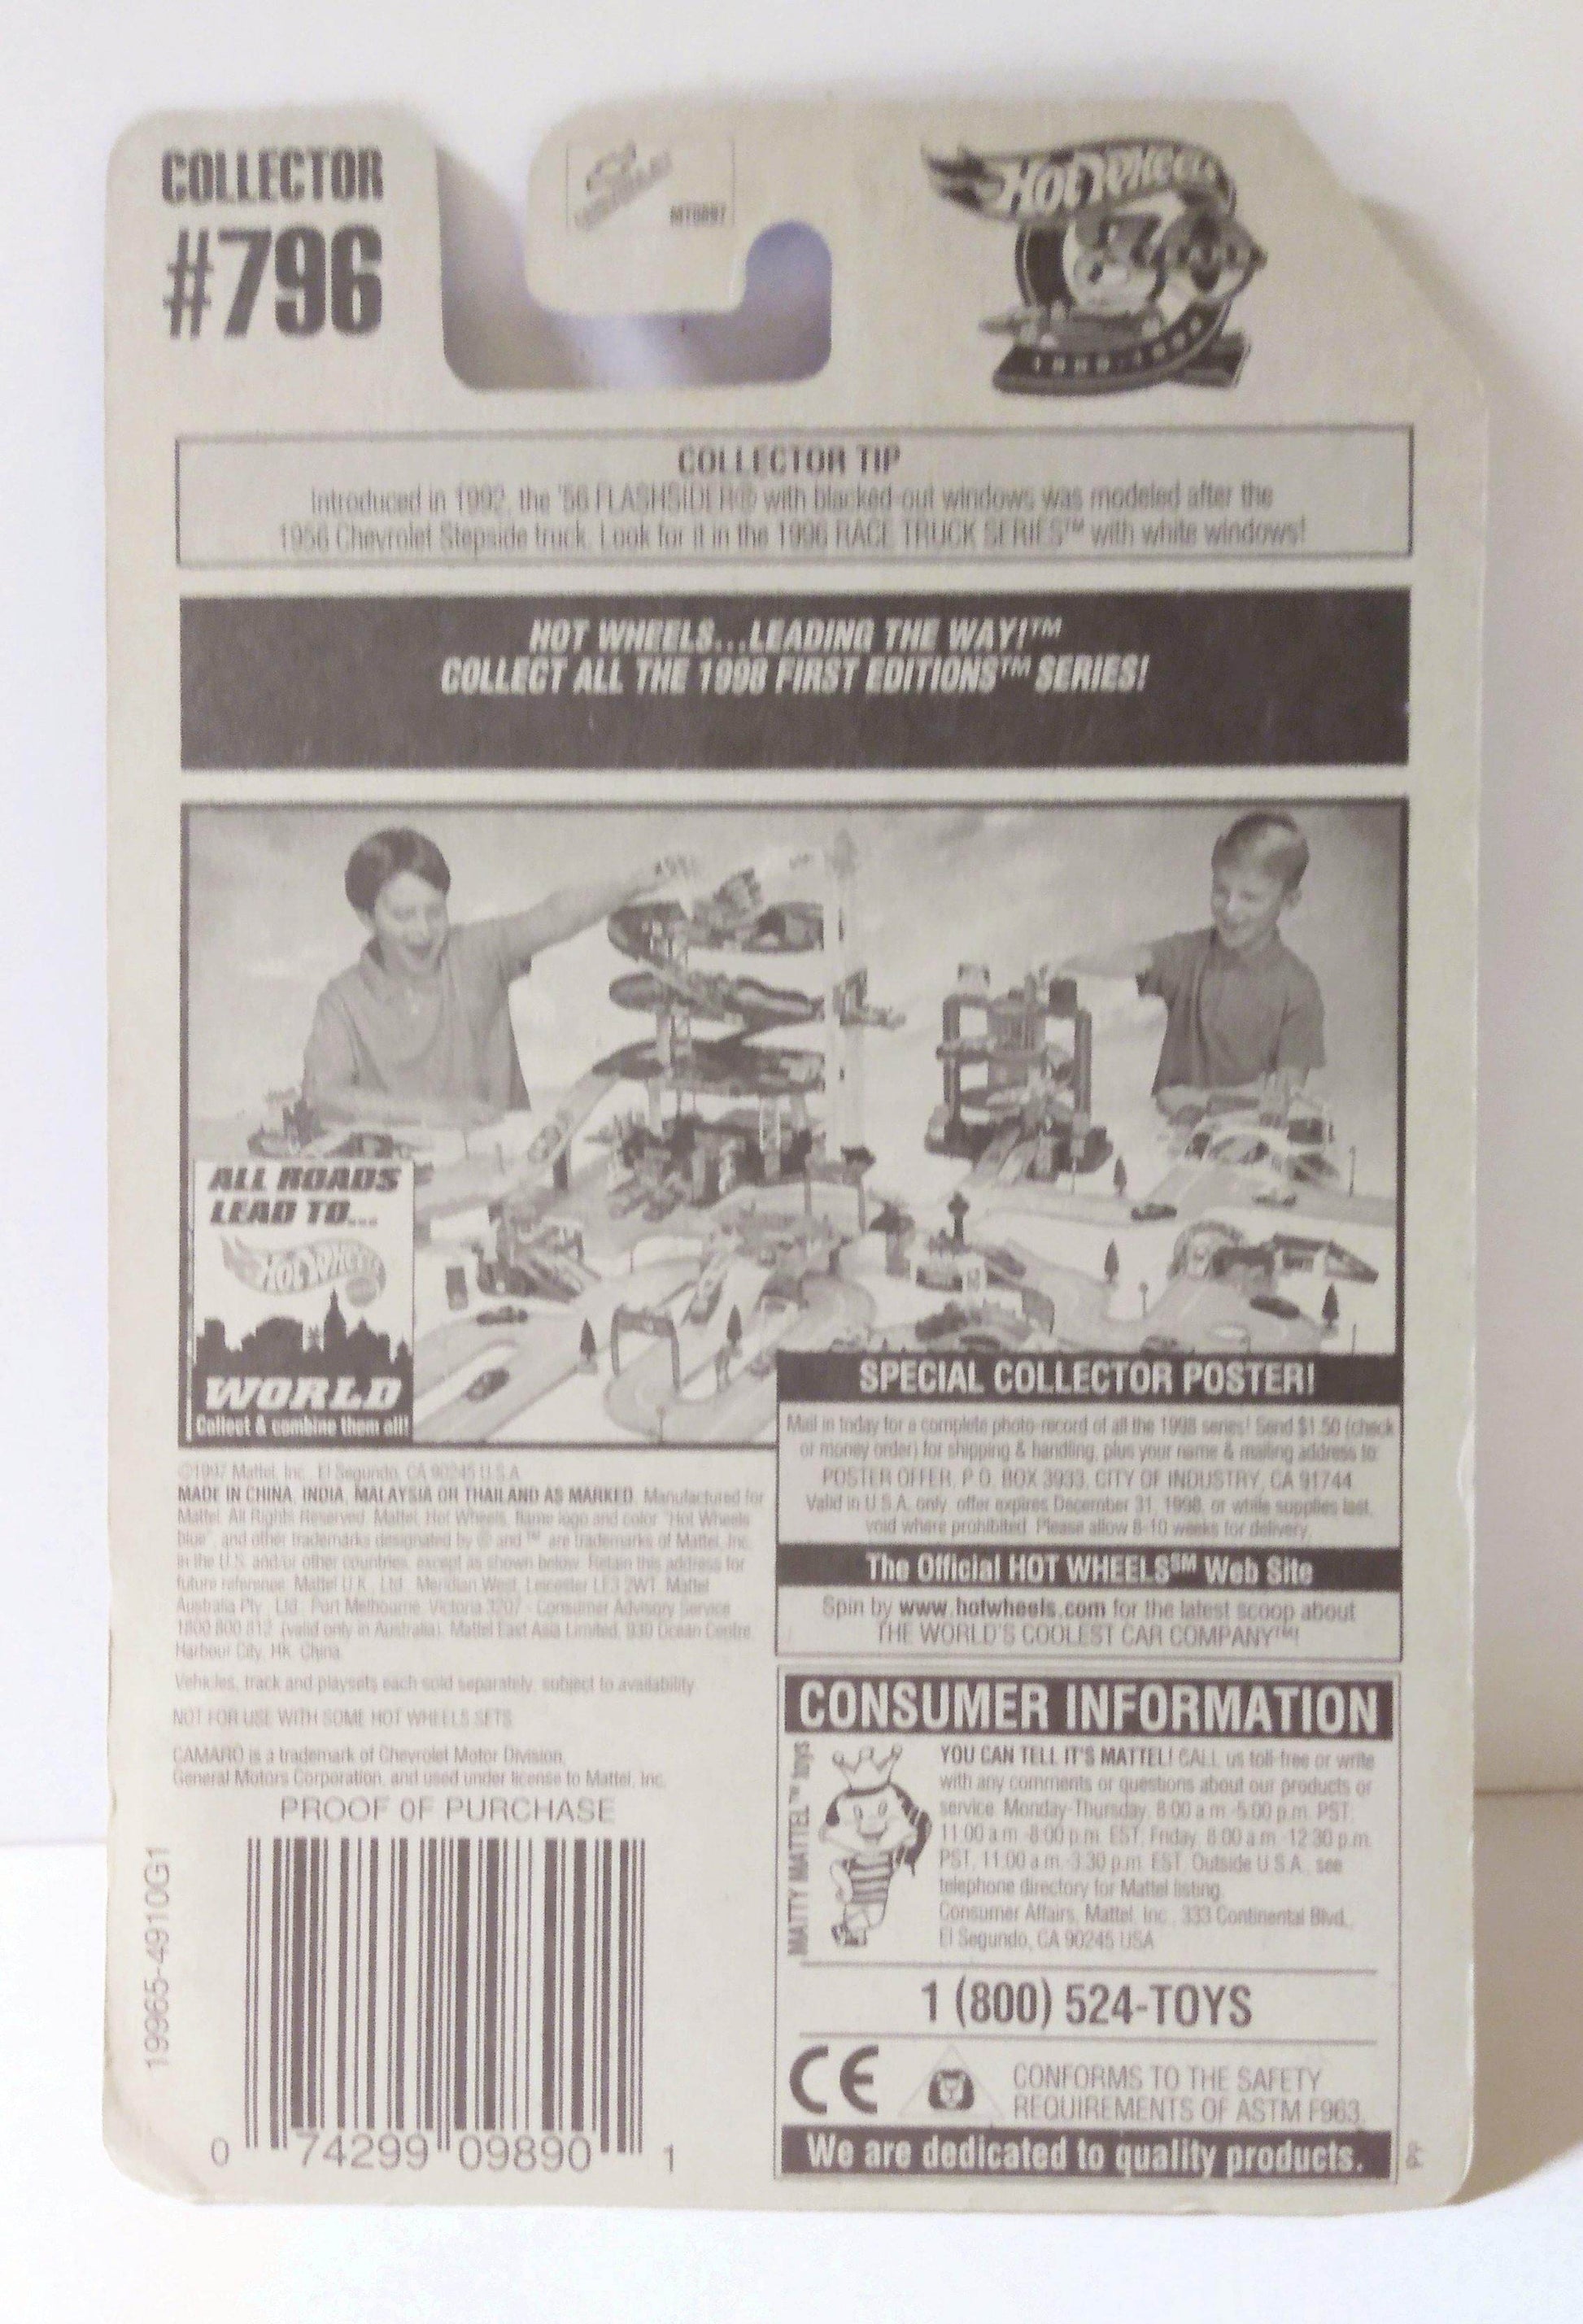 COLLECTOR
#796
HOT WHEELS
COLLECTOR TIP
Introduced in 1992, the '56 FLASHSIDER® with blacked-out windows was modeled after the
1956 Chevrolet Stepside truck. Look for it in the 1996 RACE TRUCK SERIES™ with white windows!
HOT WHEELS...LEADING THE WAY!™
COLLECT ALL THE 1998 FIRST EDITIONS™ SERIES!
ALL ROADS
LEAD TO...
HOT WHEELS
WORLD
Collect & combine them all!
SPECIAL COLLECTOR POSTER!
Mail in today for a complete photo-record of all the 1998 series! Send $1.50 (check
or money order) for shipping & handling, plus your name & mailing address to:
POSTER OFFER, P.O. BOX 3933, CITY OF INDUSTRY, CA 91744.
Valid in U.S.A. only, offer expires December 31, 1998, or while supplies last,
void where prohibited. Please allow 8-10 weeks for delivery.
The Official HOT WHEELS℠ Web Site
Spin by www.hotwheels.com for the latest scoop about
THE WORLD'S COOLEST CAR COMPANY™!
©1997 Mattel, Inc., El Segundo, CA 90245 U.S.A.
MADE IN CHINA, INDIA, MALAYSIA OR THAILAND AS MARKED. Manufactured for
Mattel. All Rights Reserved. Mattel, Hot Wheels, flame logo and color "Hot Wheels
blue", and other trademarks designated by ® and ™ are trademarks of Mattel, Inc.
in the U.S. and/or other countries, except as shown below. Retain this address for
future reference: Mattel U.K., Ltd., Meridian West, Leicester LE3 2WT. Mattel
Australia Pty., Ltd., Port Melbourne, Victoria 3207 - Consumer Advisory Service
1800 800 812 (valid only in Australia). Mattel East Asia Limited, 930 Ocean Centre,
Harbour City, HK, China.
Vehicles, track and playsets each sold separately, subject to availability.
NOT FOR USE WITH SOME HOT WHEELS SETS.
CAMARO is a trademark of Chevrolet Motor Division,
General Motors Corporation, and used under license to Mattel, Inc.
PROOF OF PURCHASE
19965-4910G1
0 74299 09890 1
CONSUMER INFORMATION
MATTY MATTEL™ toys
YOU CAN TELL IT'S MATTEL! CALL us toll-free or write
with any comments or questions about our products or
service. Monday-Thursday, 8:00 a.m.-5:00 p.m. PST;
11:00 a.m.-8:00 p.m. EST; Friday, 8:00 a.m.-12:30 p.m.
PST, 11:00 a.m.-3:30 p.m. EST. Outside U.S.A., see
telephone directory for Mattel listing.
Consumer Affairs, Mattel, Inc., 333 Continental Blvd.,
El Segundo, CA 90245 USA
1 (800) 524-TOYS
CE
CONFORMS TO THE SAFETY
REQUIREMENTS OF ASTM F963.
We are dedicated to quality products.